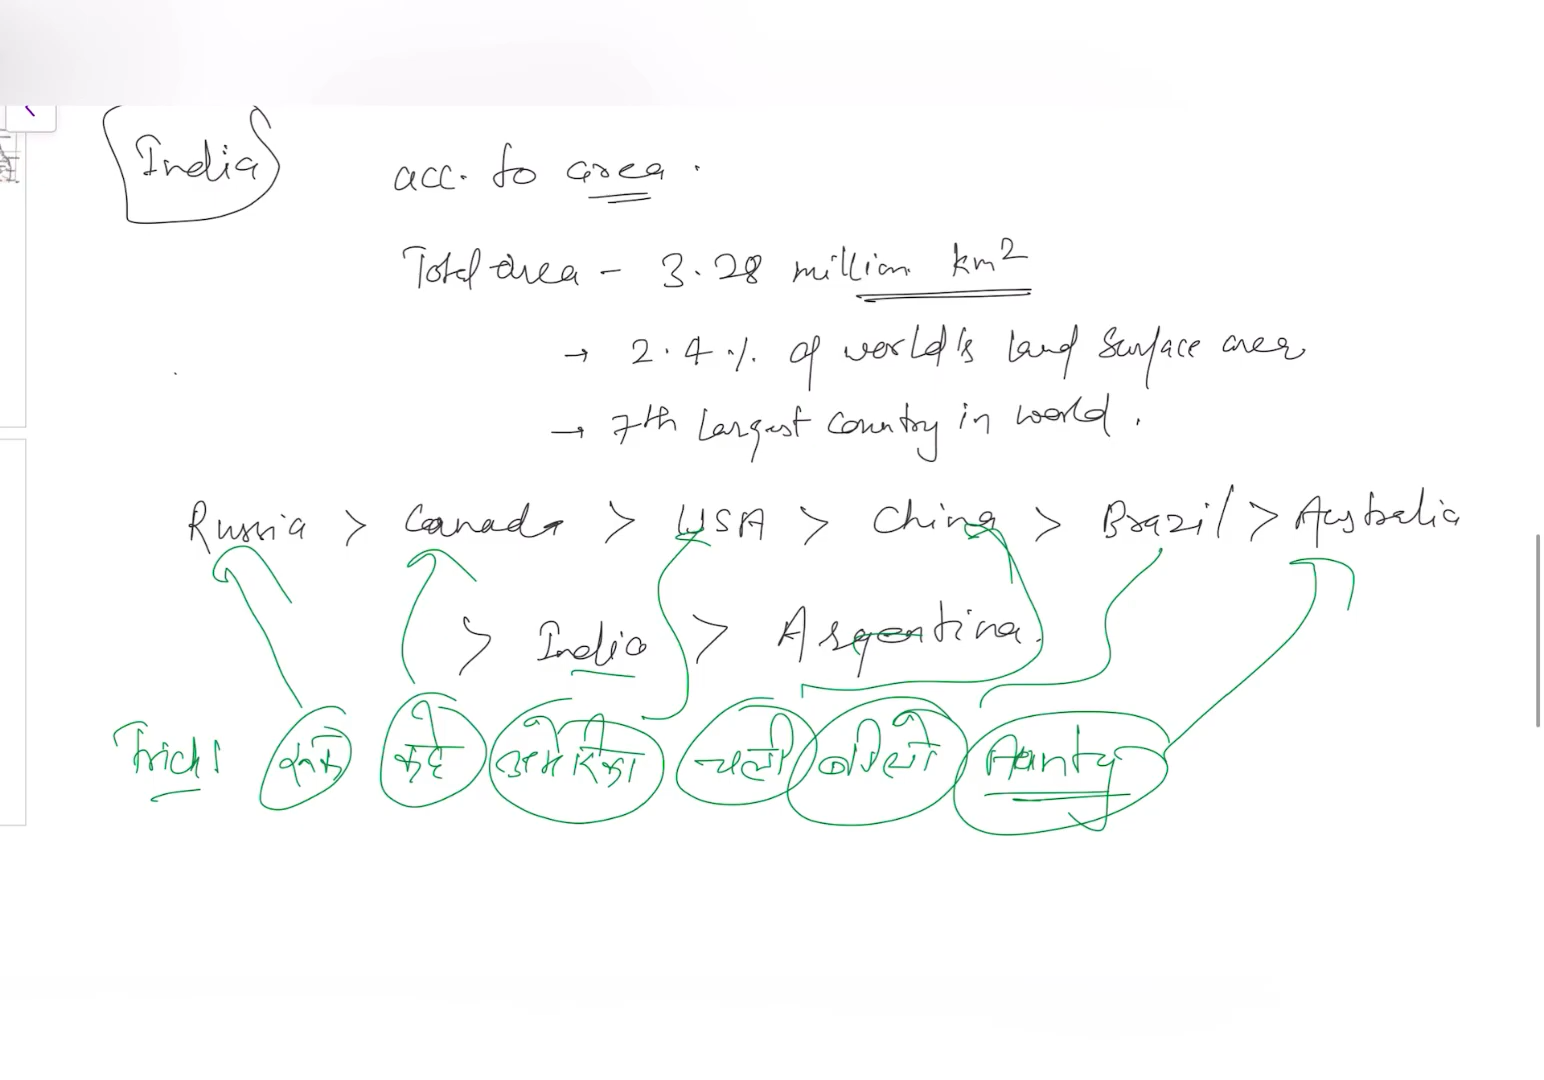 India acc. to area.
Total area - 3.28 million km²
→ 2.4 % of world's land surface area
→ 7th largest country in world.
Russia > Canada > USA > China > Brazil > Australia
> India > Argentina.
Trick! अमेरिका चली Aunty